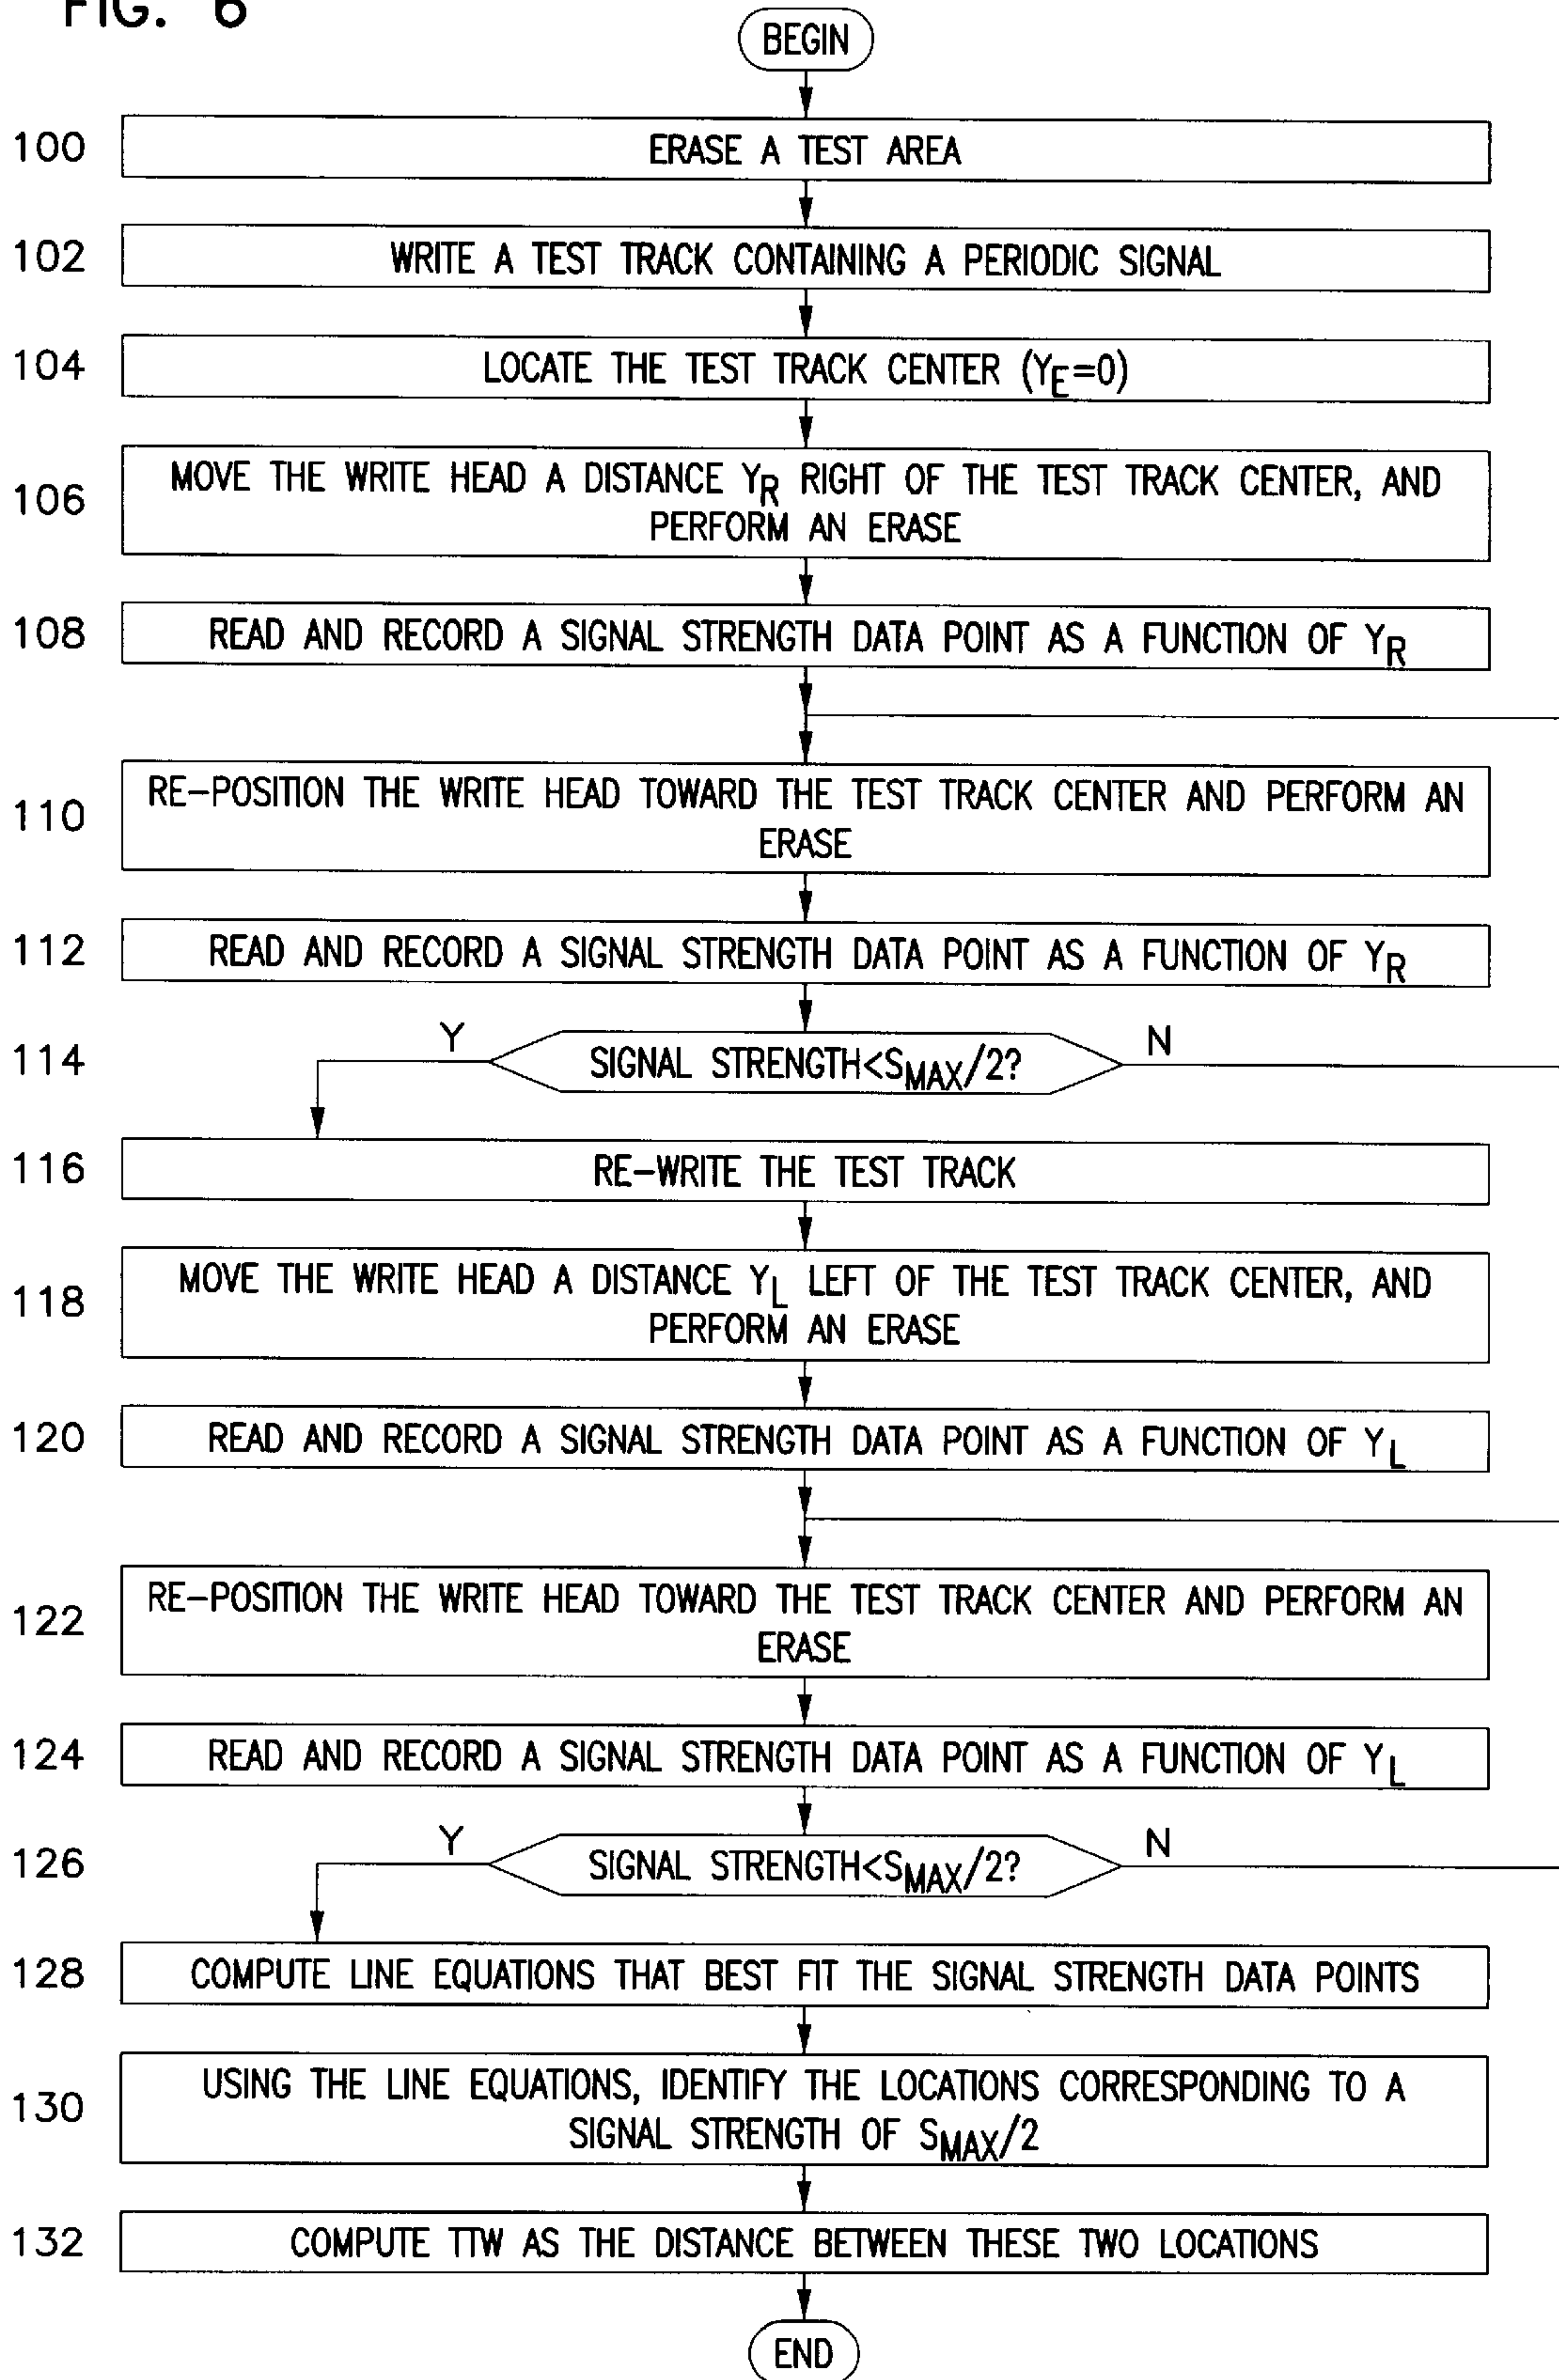 FIG. 6
BEGIN
100
ERASE A TEST AREA
102
WRITE A TEST TRACK CONTAINING A PERIODIC SIGNAL
104
LOCATE THE TEST TRACK CENTER (YE=0)
106
MOVE THE WRITE HEAD A DISTANCE YR RIGHT OF THE TEST TRACK CENTER, AND
PERFORM AN ERASE
108
READ AND RECORD A SIGNAL STRENGTH DATA POINT AS A FUNCTION OF YR
110
RE-POSITION THE WRITE HEAD TOWARD THE TEST TRACK CENTER AND PERFORM AN
ERASE
112
READ AND RECORD A SIGNAL STRENGTH DATA POINT AS A FUNCTION OF YR
114
Y
SIGNAL STRENGTH<SMAX/2?
N
116
RE-WRITE THE TEST TRACK
118
MOVE THE WRITE HEAD A DISTANCE YL LEFT OF THE TEST TRACK CENTER, AND
PERFORM AN ERASE
120
READ AND RECORD A SIGNAL STRENGTH DATA POINT AS A FUNCTION OF YL
122
RE-POSITION THE WRITE HEAD TOWARD THE TEST TRACK CENTER AND PERFORM AN
ERASE
124
READ AND RECORD A SIGNAL STRENGTH DATA POINT AS A FUNCTION OF YL
126
Y
SIGNAL STRENGTH<SMAX/2?
N
128
COMPUTE LINE EQUATIONS THAT BEST FIT THE SIGNAL STRENGTH DATA POINTS
130
USING THE LINE EQUATIONS, IDENTIFY THE LOCATIONS CORRESPONDING TO A
SIGNAL STRENGTH OF SMAX/2
132
COMPUTE TTW AS THE DISTANCE BETWEEN THESE TWO LOCATIONS
END